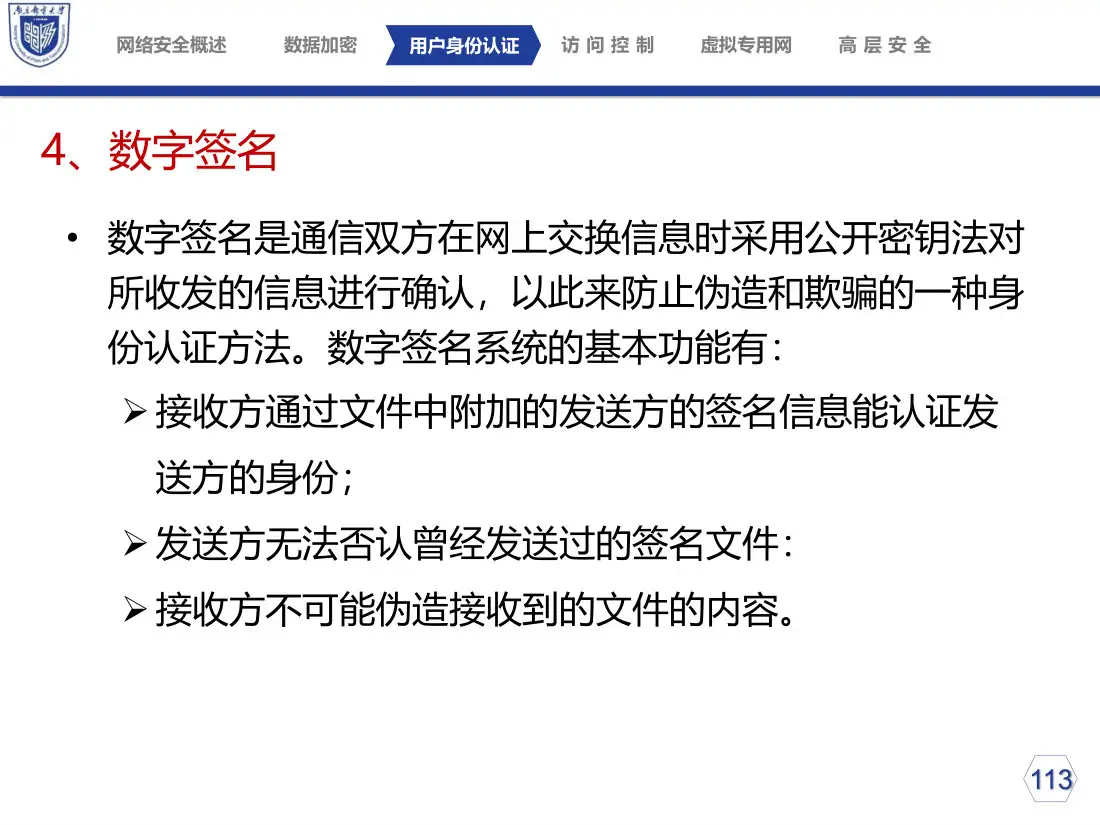 南京邮电大学
网络安全概述 数据加密 用户身份认证 访问控制 虚拟专用网 高层安全
4、数字签名
• 数字签名是通信双方在网上交换信息时采用公开密钥法对
所收发的信息进行确认，以此来防止伪造和欺骗的一种身
份认证方法。数字签名系统的基本功能有：
➢ 接收方通过文件中附加的发送方的签名信息能认证发
送方的身份；
➢ 发送方无法否认曾经发送过的签名文件：
➢ 接收方不可能伪造接收到的文件的内容。
113